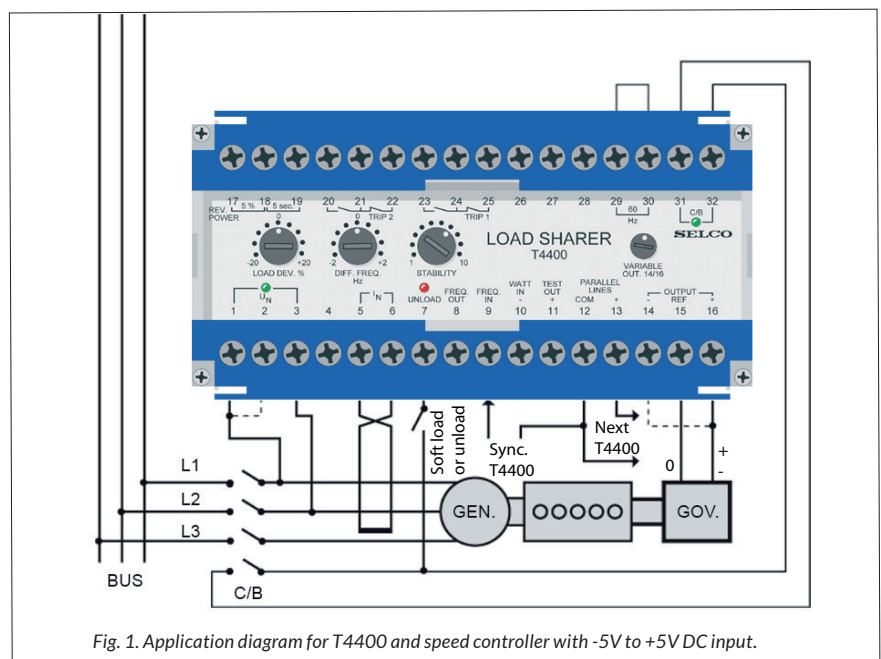 17 18 19 20 21 22 23 24 25 26 27 28 29 30 31 32
REV. POWER 5 % 5 sec. TRIP 2 TRIP 1 60 Hz C/B
0 0
SELCO
LOAD SHARER
T4400
-20 +20 -2 +2 1 10
LOAD DEV. % DIFF. FREQ. Hz STABILITY VARIABLE OUT. 14/16
UN IN UNLOAD FREQ. OUT FREQ. IN WATT IN - TEST OUT + PARALLEL LINES COM + OUTPUT - REF. +
1 2 3 4 5 6 7 8 9 10 11 12 13 14 15 16
Soft load or unload
Sync. T4400
Next T4400
0
+
-
L1
L2
L3
GEN.
GOV.
BUS
C/B
Fig. 1. Application diagram for T4400 and speed controller with -5V to +5V DC input.